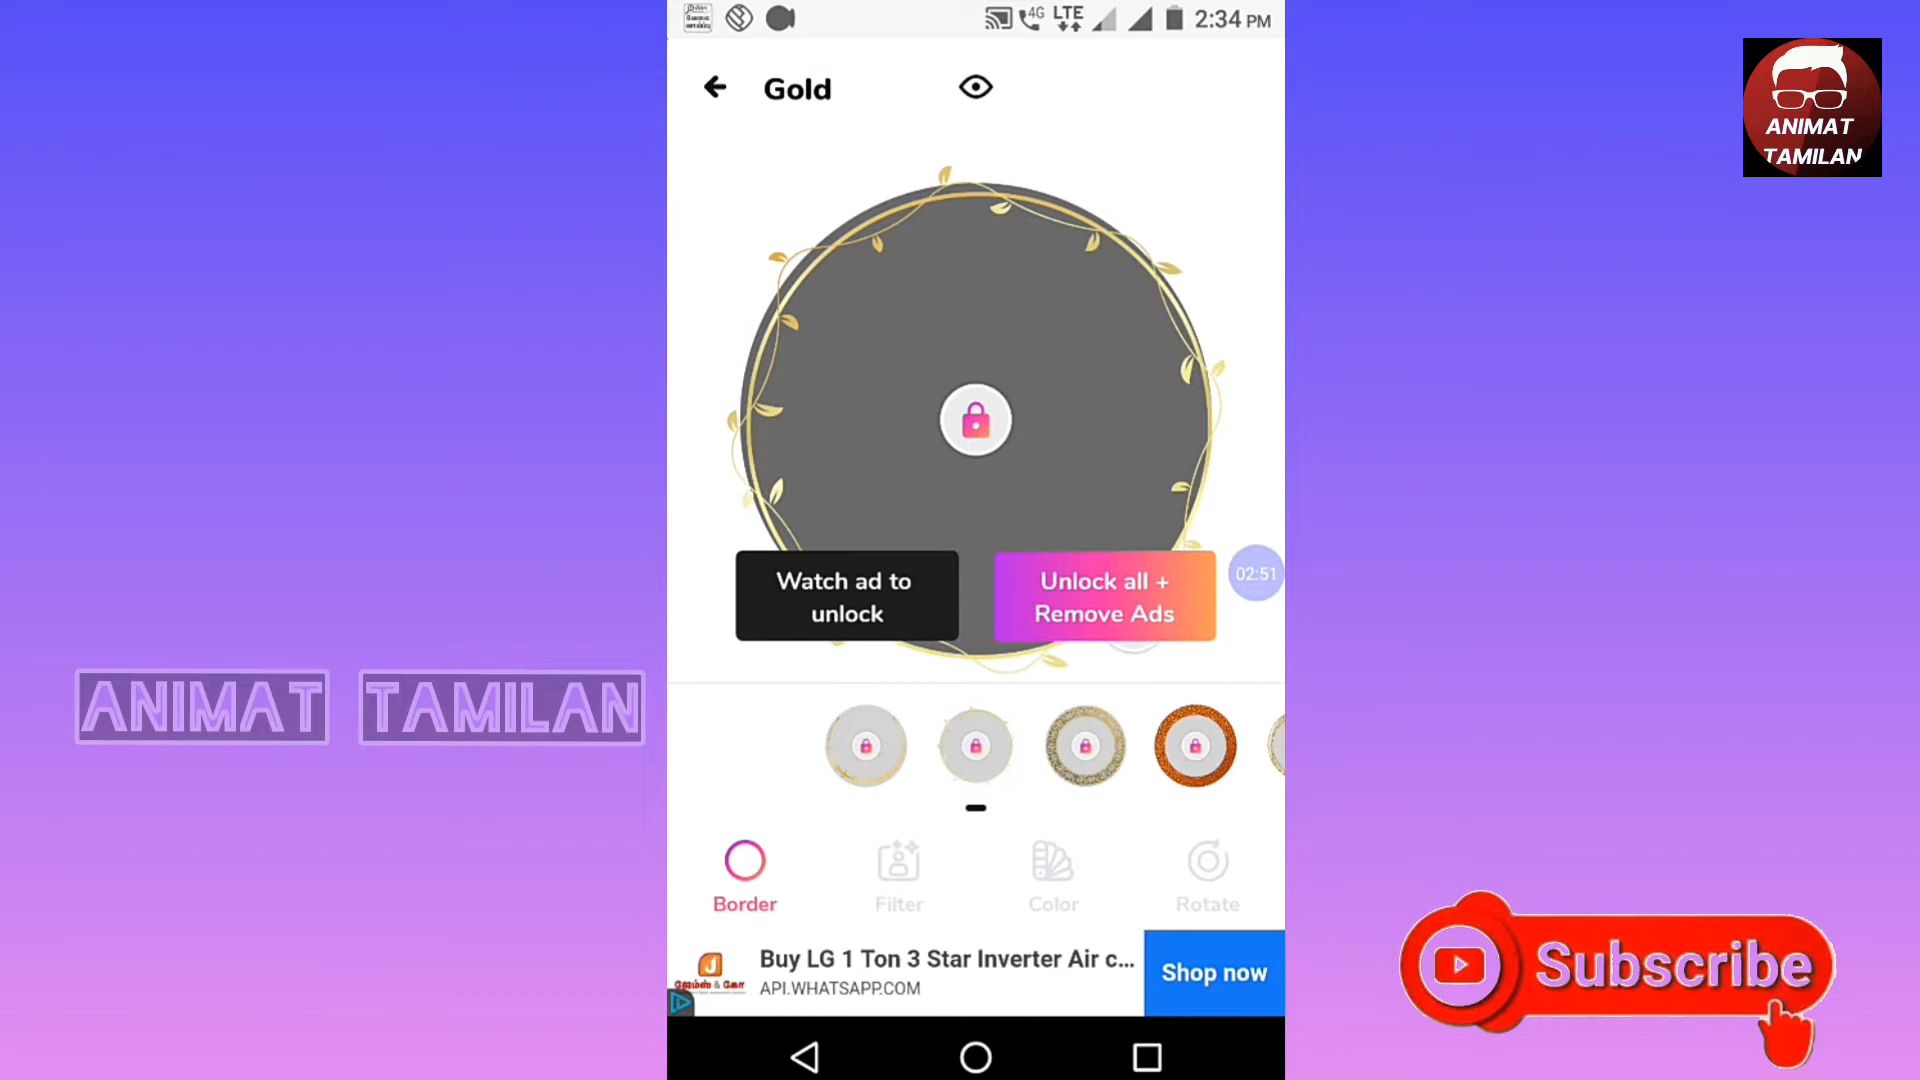 4G LTE 2:34 PM
Gold
ANIMAT
TAMILAN
Watch ad to
unlock
Unlock all +
Remove Ads
02:51
ANIMAT TAMILAN
Border
Filter
Color
Rotate
Buy LG 1 Ton 3 Star Inverter Air c...
API.WHATSAPP.COM
ஜேம்ஸ் & கோ
Shop now
Subscribe